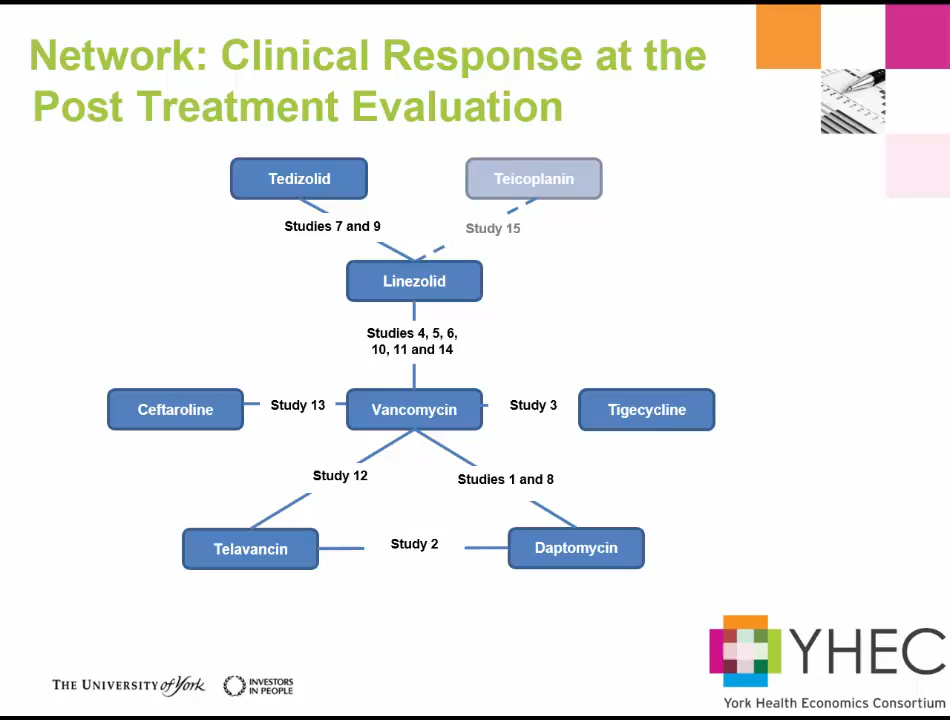 Network: Clinical Response at the
Post Treatment Evaluation
Tedizolid
Teicoplanin
Studies 7 and 9
Study 15
Linezolid
Studies 4, 5, 6,
10, 11 and 14
Ceftaroline
Study 13
Vancomycin
Study 3
Tigecycline
Study 12
Studies 1 and 8
Telavancin
Study 2
Daptomycin
YHEC
York Health Economics Consortium
THE UNIVERSITY of York
INVESTORS
IN PEOPLE